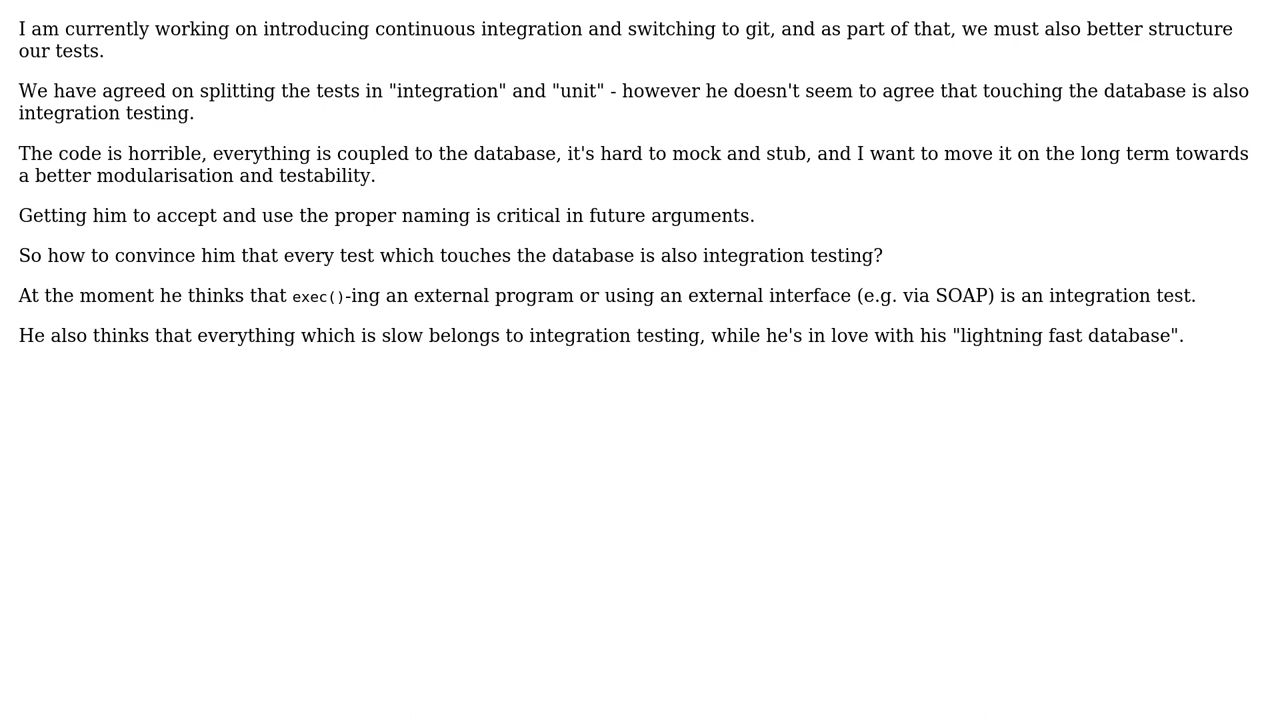 I am currently working on introducing continuous integration and switching to git, and as part of that, we must also better structure
our tests.
We have agreed on splitting the tests in "integration" and "unit" - however he doesn't seem to agree that touching the database is also
integration testing.
The code is horrible, everything is coupled to the database, it's hard to mock and stub, and I want to move it on the long term towards
a better modularisation and testability.
Getting him to accept and use the proper naming is critical in future arguments.
So how to convince him that every test which touches the database is also integration testing?
At the moment he thinks that exec()-ing an external program or using an external interface (e.g. via SOAP) is an integration test.
He also thinks that everything which is slow belongs to integration testing, while he's in love with his "lightning fast database".